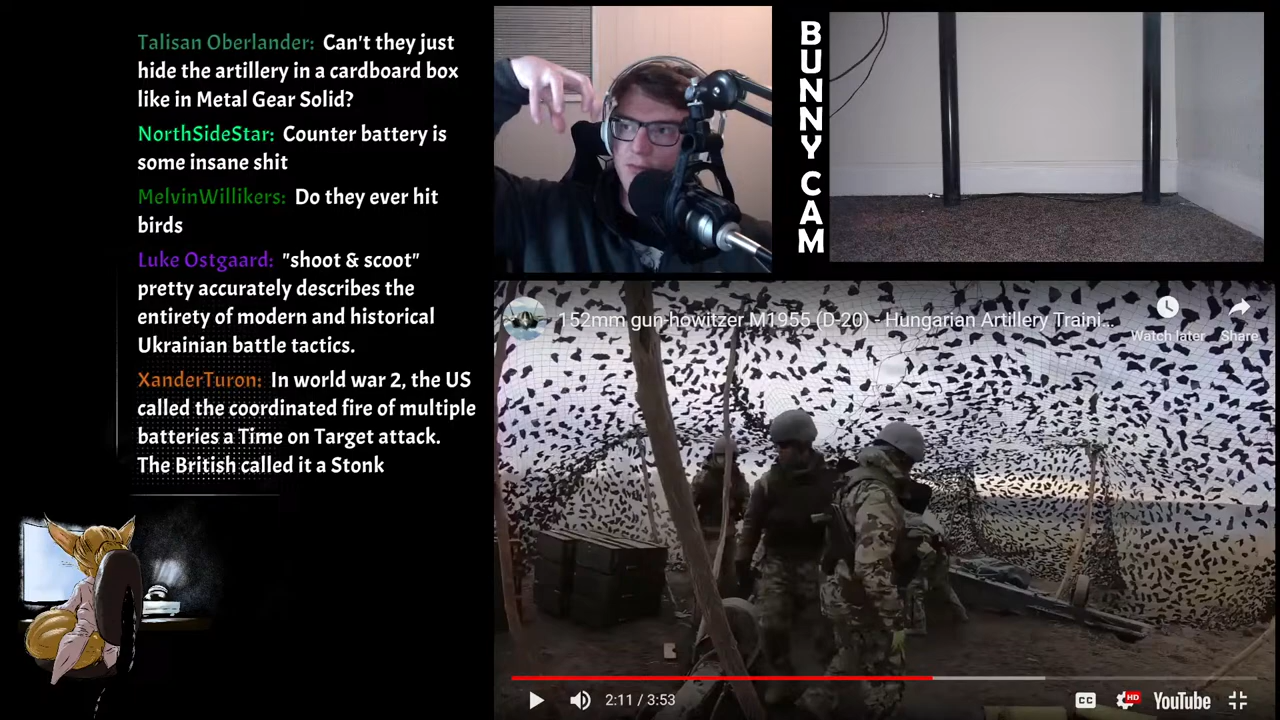 Talisan Oberlander: Can't they just
hide the artillery in a cardboard box
like in Metal Gear Solid?
NorthSideStar: Counter battery is
some insane shit
MelvinWillikers: Do they ever hit
birds
Luke Ostgaard: "shoot & scoot"
pretty accurately describes the
entirety of modern and historical
Ukrainian battle tactics.
XanderTuron: In world war 2, the US
called the coordinated fire of multiple
batteries a Time on Target attack.
The British called it a Stonk
BUNNY CAM
152mm gun-howitzer M1955 (D-20) - Hungarian Artillery Traini...
Watch later
Share
2:11 / 3:53
CC
HD
YouTube